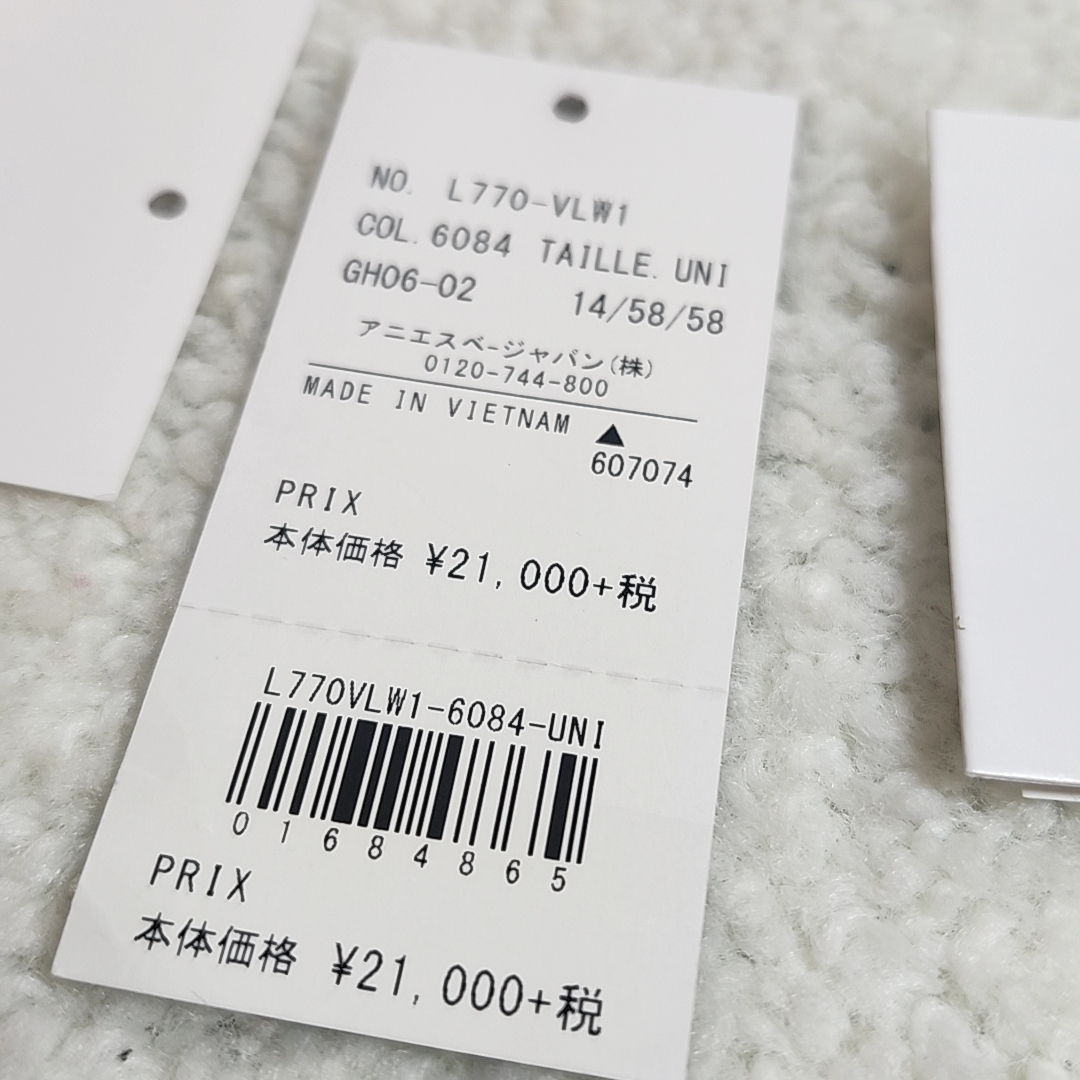 NO. L770-VLW1
COL.6084 TAILLE.UNI
GH06-02 14/58/58
アニエスベージャパン(株)
0120-744-800
MADE IN VIETNAM ▲
607074
PRIX
本体価格 ¥21,000+税
L770VLW1-6084-UNI
01684865
PRIX
本体価格 ¥21,000+税